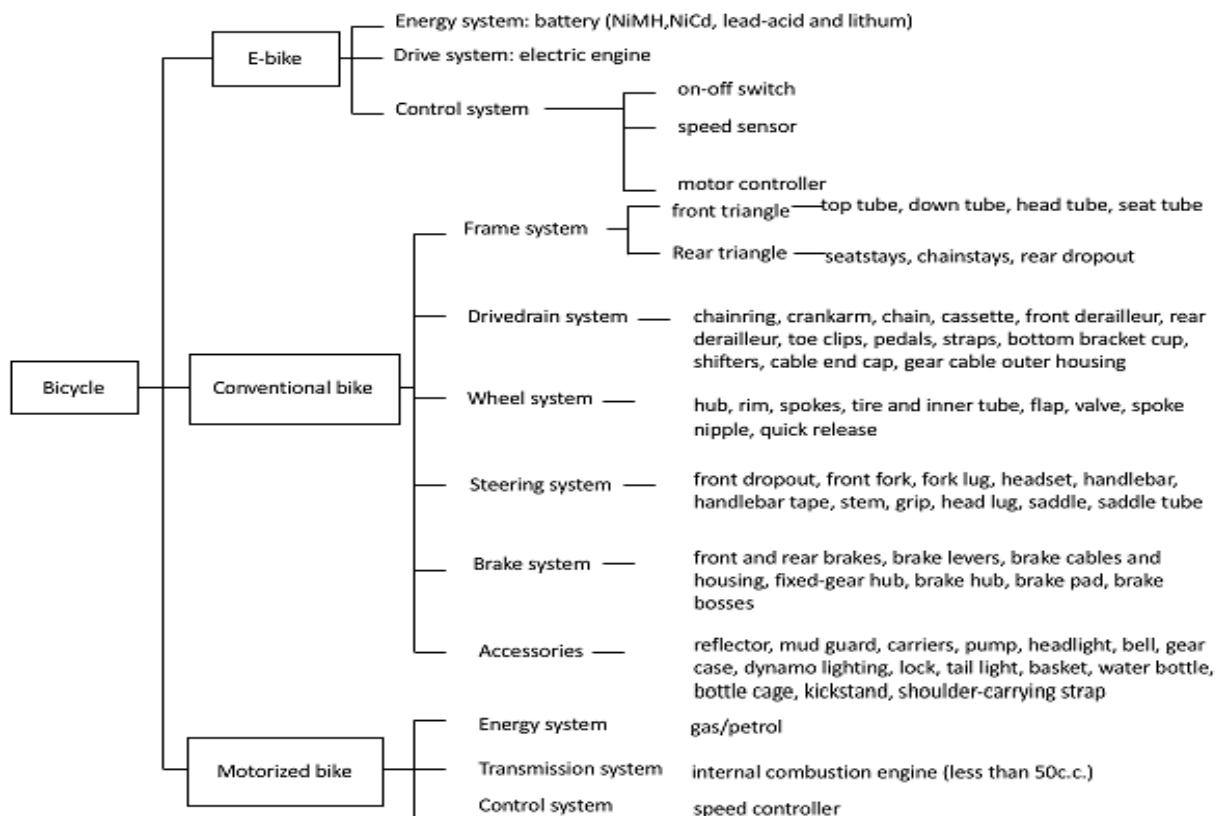 Energy system: battery (NiMH,NiCd, lead-acid and lithum)
E-bike
Drive system: electric engine
Control system
on-off switch
speed sensor
motor controller
Frame system
front triangle
top tube, down tube, head tube, seat tube
Rear triangle
seatstays, chainstays, rear dropout
Drivedrain system
chainring, crankarm, chain, cassette, front derailleur, rear
derailleur, toe clips, pedals, straps, bottom bracket cup,
shifters, cable end cap, gear cable outer housing
Bicycle
Conventional bike
Wheel system
hub, rim, spokes, tire and inner tube, flap, valve, spoke
nipple, quick release
Steering system
front dropout, front fork, fork lug, headset, handlebar,
handlebar tape, stem, grip, head lug, saddle, saddle tube
Brake system
front and rear brakes, brake levers, brake cables and
housing, fixed-gear hub, brake hub, brake pad, brake
bosses
Accessories
reflector, mud guard, carriers, pump, headlight, bell, gear
case, dynamo lighting, lock, tail light, basket, water bottle,
bottle cage, kickstand, shoulder-carrying strap
Energy system
gas/petrol
Motorized bike
Transmission system
internal combustion engine (less than 50c.c.)
Control system
speed controller